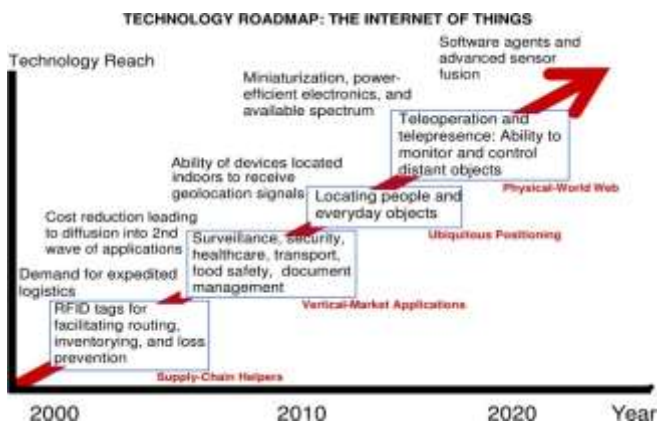 TECHNOLOGY ROADMAP: THE INTERNET OF THINGS
Technology Reach
Software agents and
advanced sensor
fusion
Miniaturization, power-
efficient electronics, and
available spectrum
Teleoperation and
telepresence: Ability to
monitor and control
distant objects
Physical-World Web
Ability of devices located
indoors to receive
geolocation signals
Locating people and
everyday objects
Ubiquitous Positioning
Cost reduction leading
to diffusion into 2nd
wave of applications
Surveillance, security,
healthcare, transport,
food safety, document
management
Vertical-Market Applications
Demand for expedited
logistics
RFID tags for
facilitating routing,
inventorying, and loss
prevention
Supply-Chain Helpers
2000
2010
2020
Year